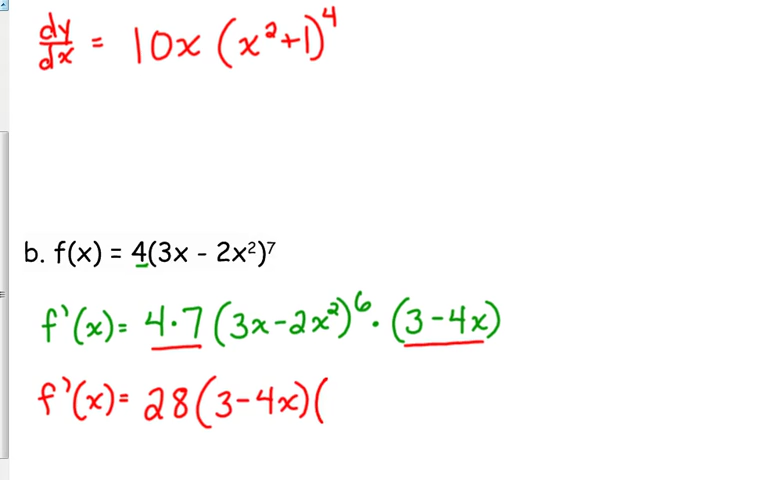 dy/dx = 10x (x²+1)⁴
b. f(x) = 4(3x - 2x²)⁷
f'(x) = 4·7 (3x-2x²)⁶ · (3-4x)
f'(x) = 28(3-4x)(